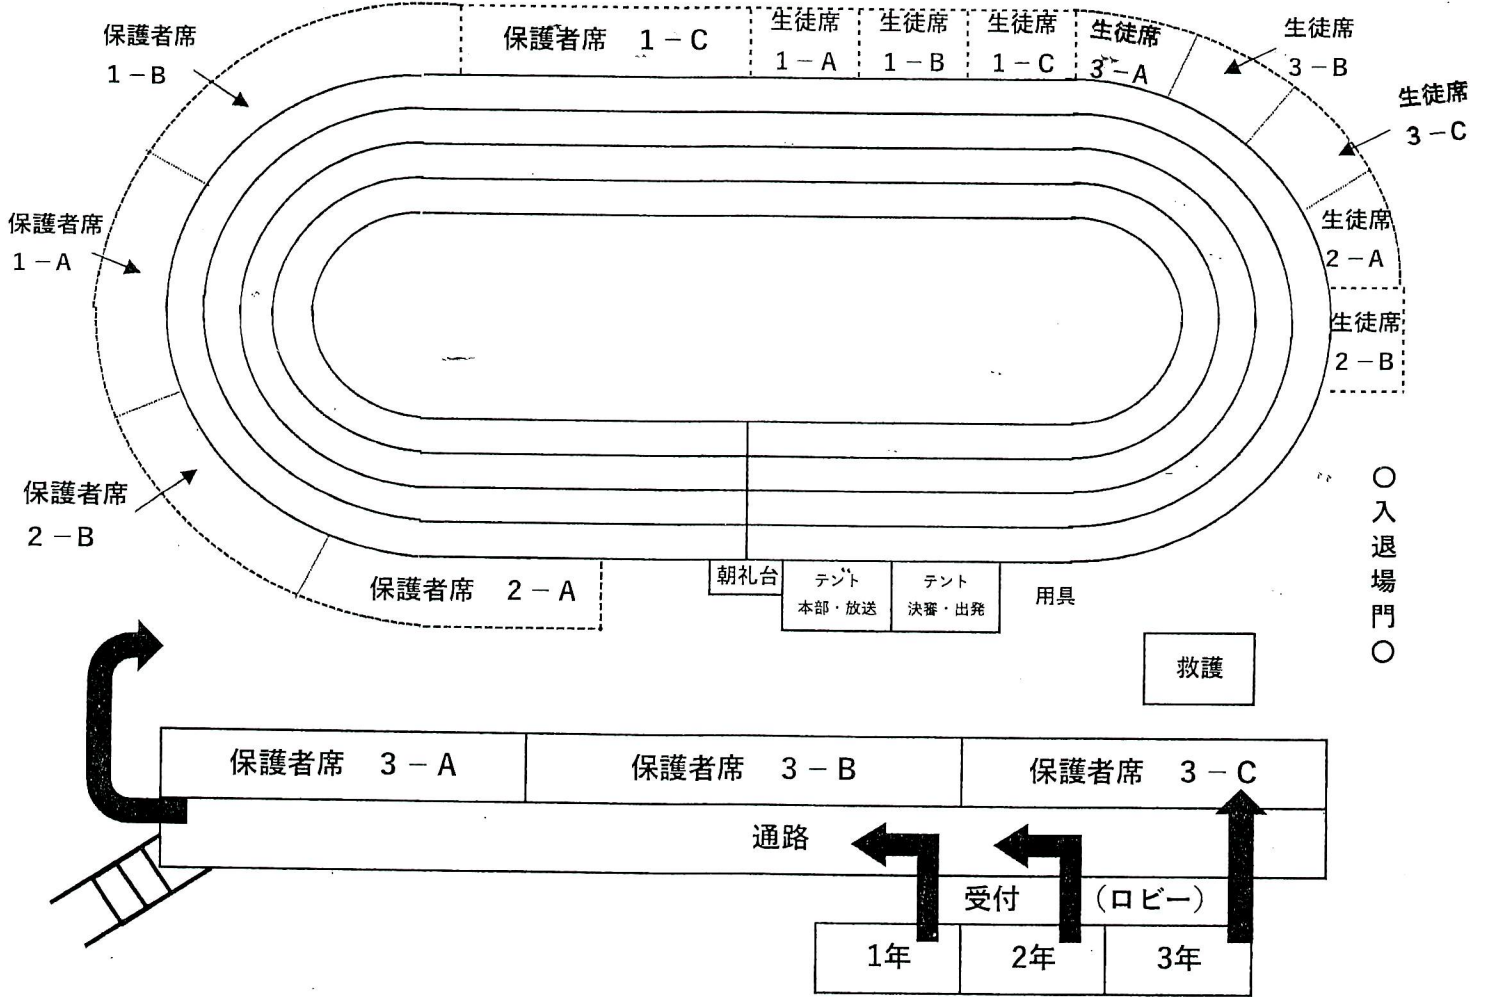 保護者席
1－B
保護者席　1－C
生徒席
1－A
生徒席
1－B
生徒席
1－C
生徒席
3－A
生徒席
3－B
生徒席
3－C
保護者席
1－A
生徒席
2－A
生徒席
2－B
保護者席
2－B
保護者席　2－A
朝礼台
テント
本部・放送
テント
決審・出発
用具
○入退場門○
救護
保護者席　3－A
保護者席　3－B
保護者席　3－C
通路
受付　（ロビー）
1年
2年
3年